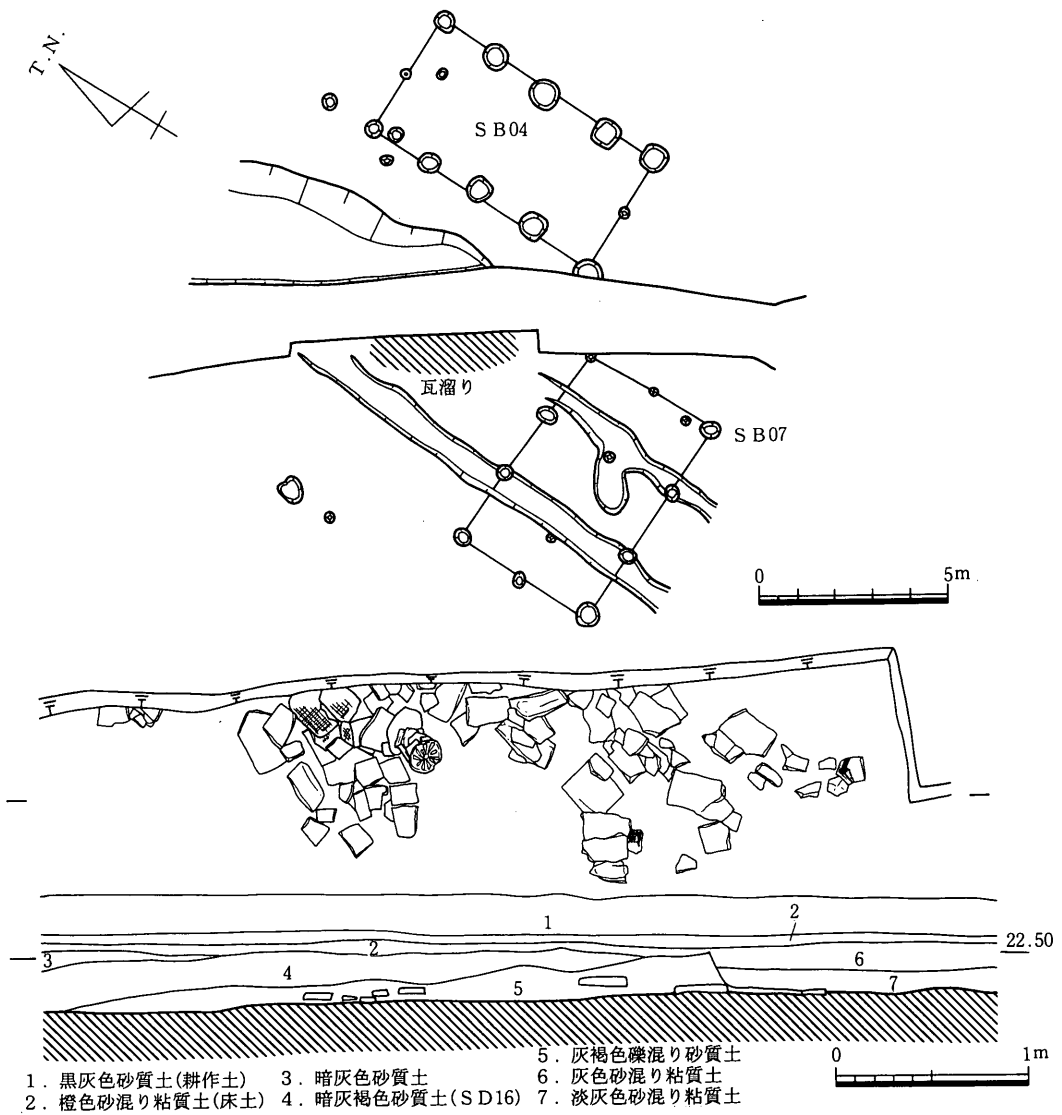 T.N.
SB04
瓦溜り
SB07
0 5m
1
2
2
22.50
3
6
4
5
7
1. 黒灰色砂質土(耕作土)
2. 橙色砂混り粘質土(床土)
3. 暗灰色砂質土
4. 暗灰褐色砂質土(SD16)
5. 灰褐色礫混り砂質土
6. 灰色砂混り粘質土
7. 淡灰色砂混り粘質土
0 1m